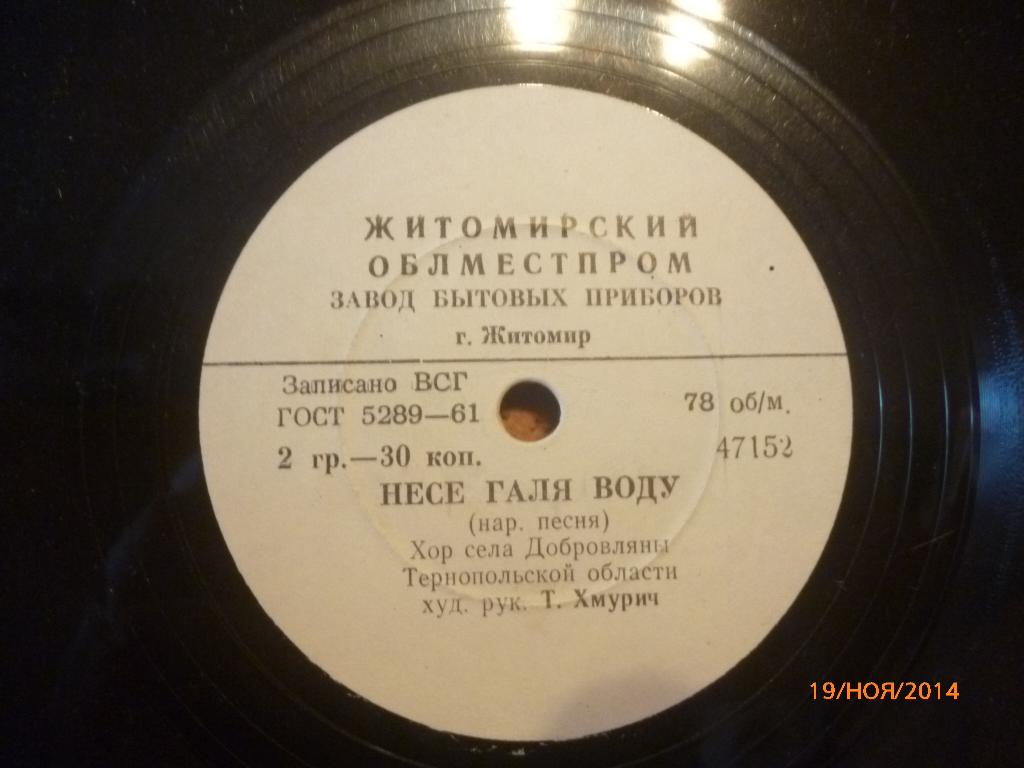 ЖИТОМИРСКИЙ
ОБЛМЕСТПРОМ
ЗАВОД БЫТОВЫХ ПРИБОРОВ
г. Житомир
Записано ВСГ
ГОСТ 5289—61
78 об/м.
2 гр.—30 коп.
47152
НЕСЕ ГАЛЯ ВОДУ
(нар. песня)
Хор села Добровляны
Тернопольской области
худ. рук. Т. Хмурич
19/НОЯ/2014